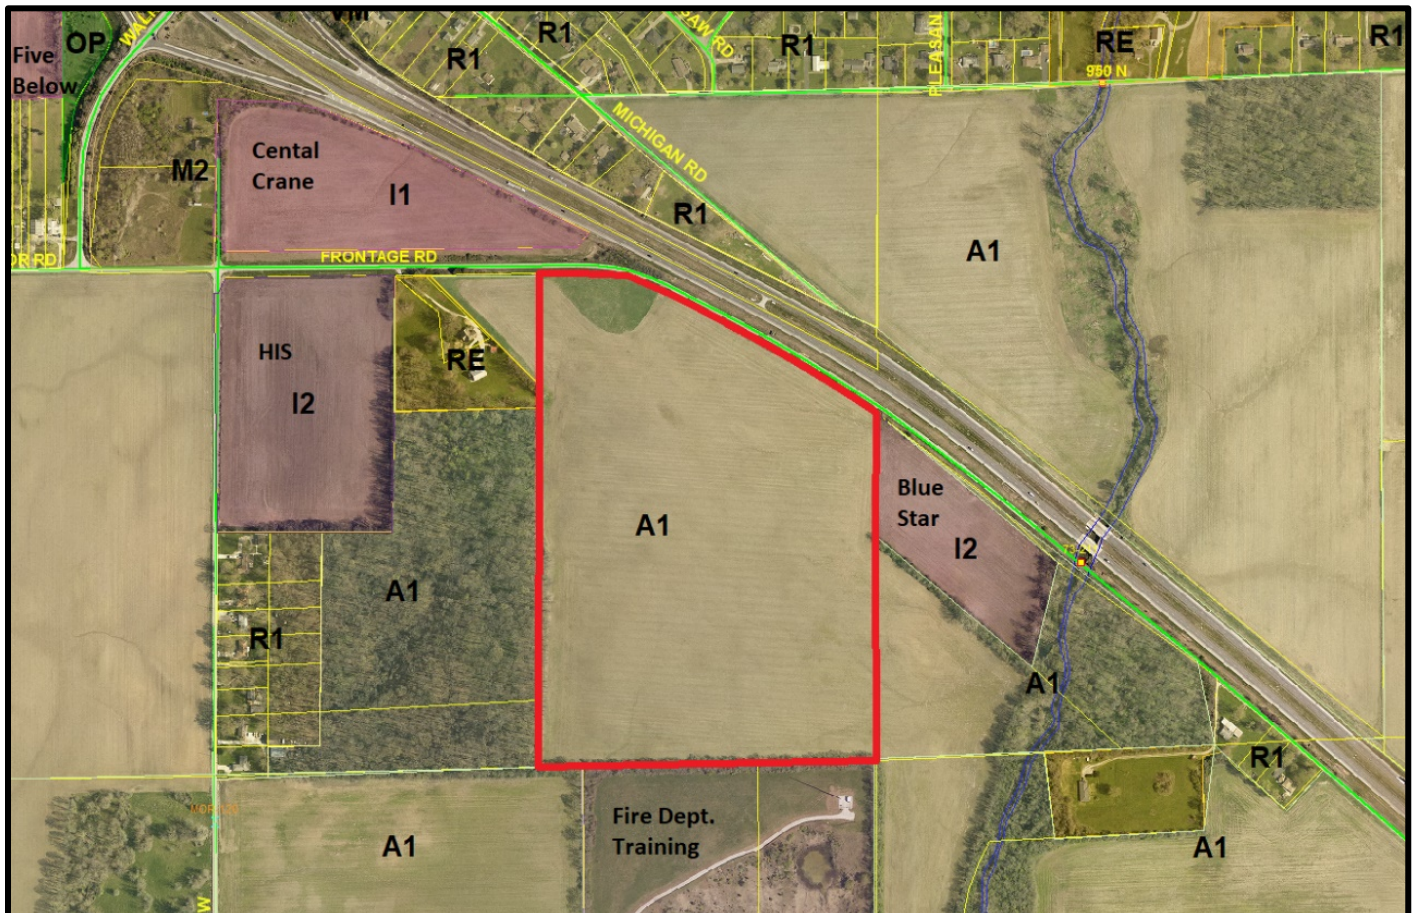 R1
R1
R1
RE
R1
Five
Below
OP
950 N
MICHIGAN RD
M2
Cental
Crane
I1
R1
A1
FRONTAGE RD
HIS
I2
RE
A1
Blue
Star
I2
A1
R1
A1
R1
Fire Dept.
Training
A1
A1
W